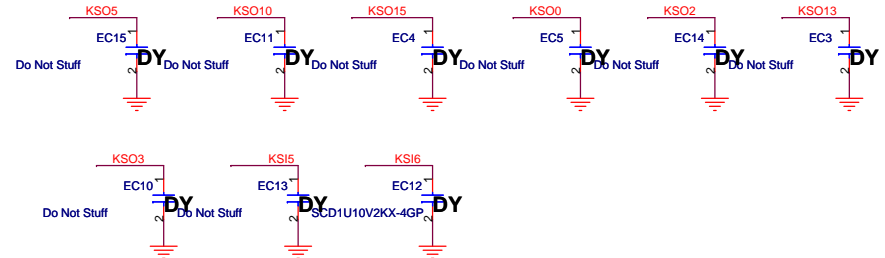 KSO5 KSO10 KSO15 KSO0 KSO2 KSO13
1 1 1 1 1 1
EC15 EC11 EC4 EC5 EC14 EC3
DY DY DY DY DY DY
Do Not Stuff Do Not Stuff Do Not Stuff Do Not Stuff Do Not Stuff Do Not Stuff
2 2 2 2 2 2
KSO3 KSI5 KSI6
1 1 1
EC10 EC13 EC12
DY DY DY
Do Not Stuff Do Not Stuff SCD1U10V2KX-4GP
2 2 2